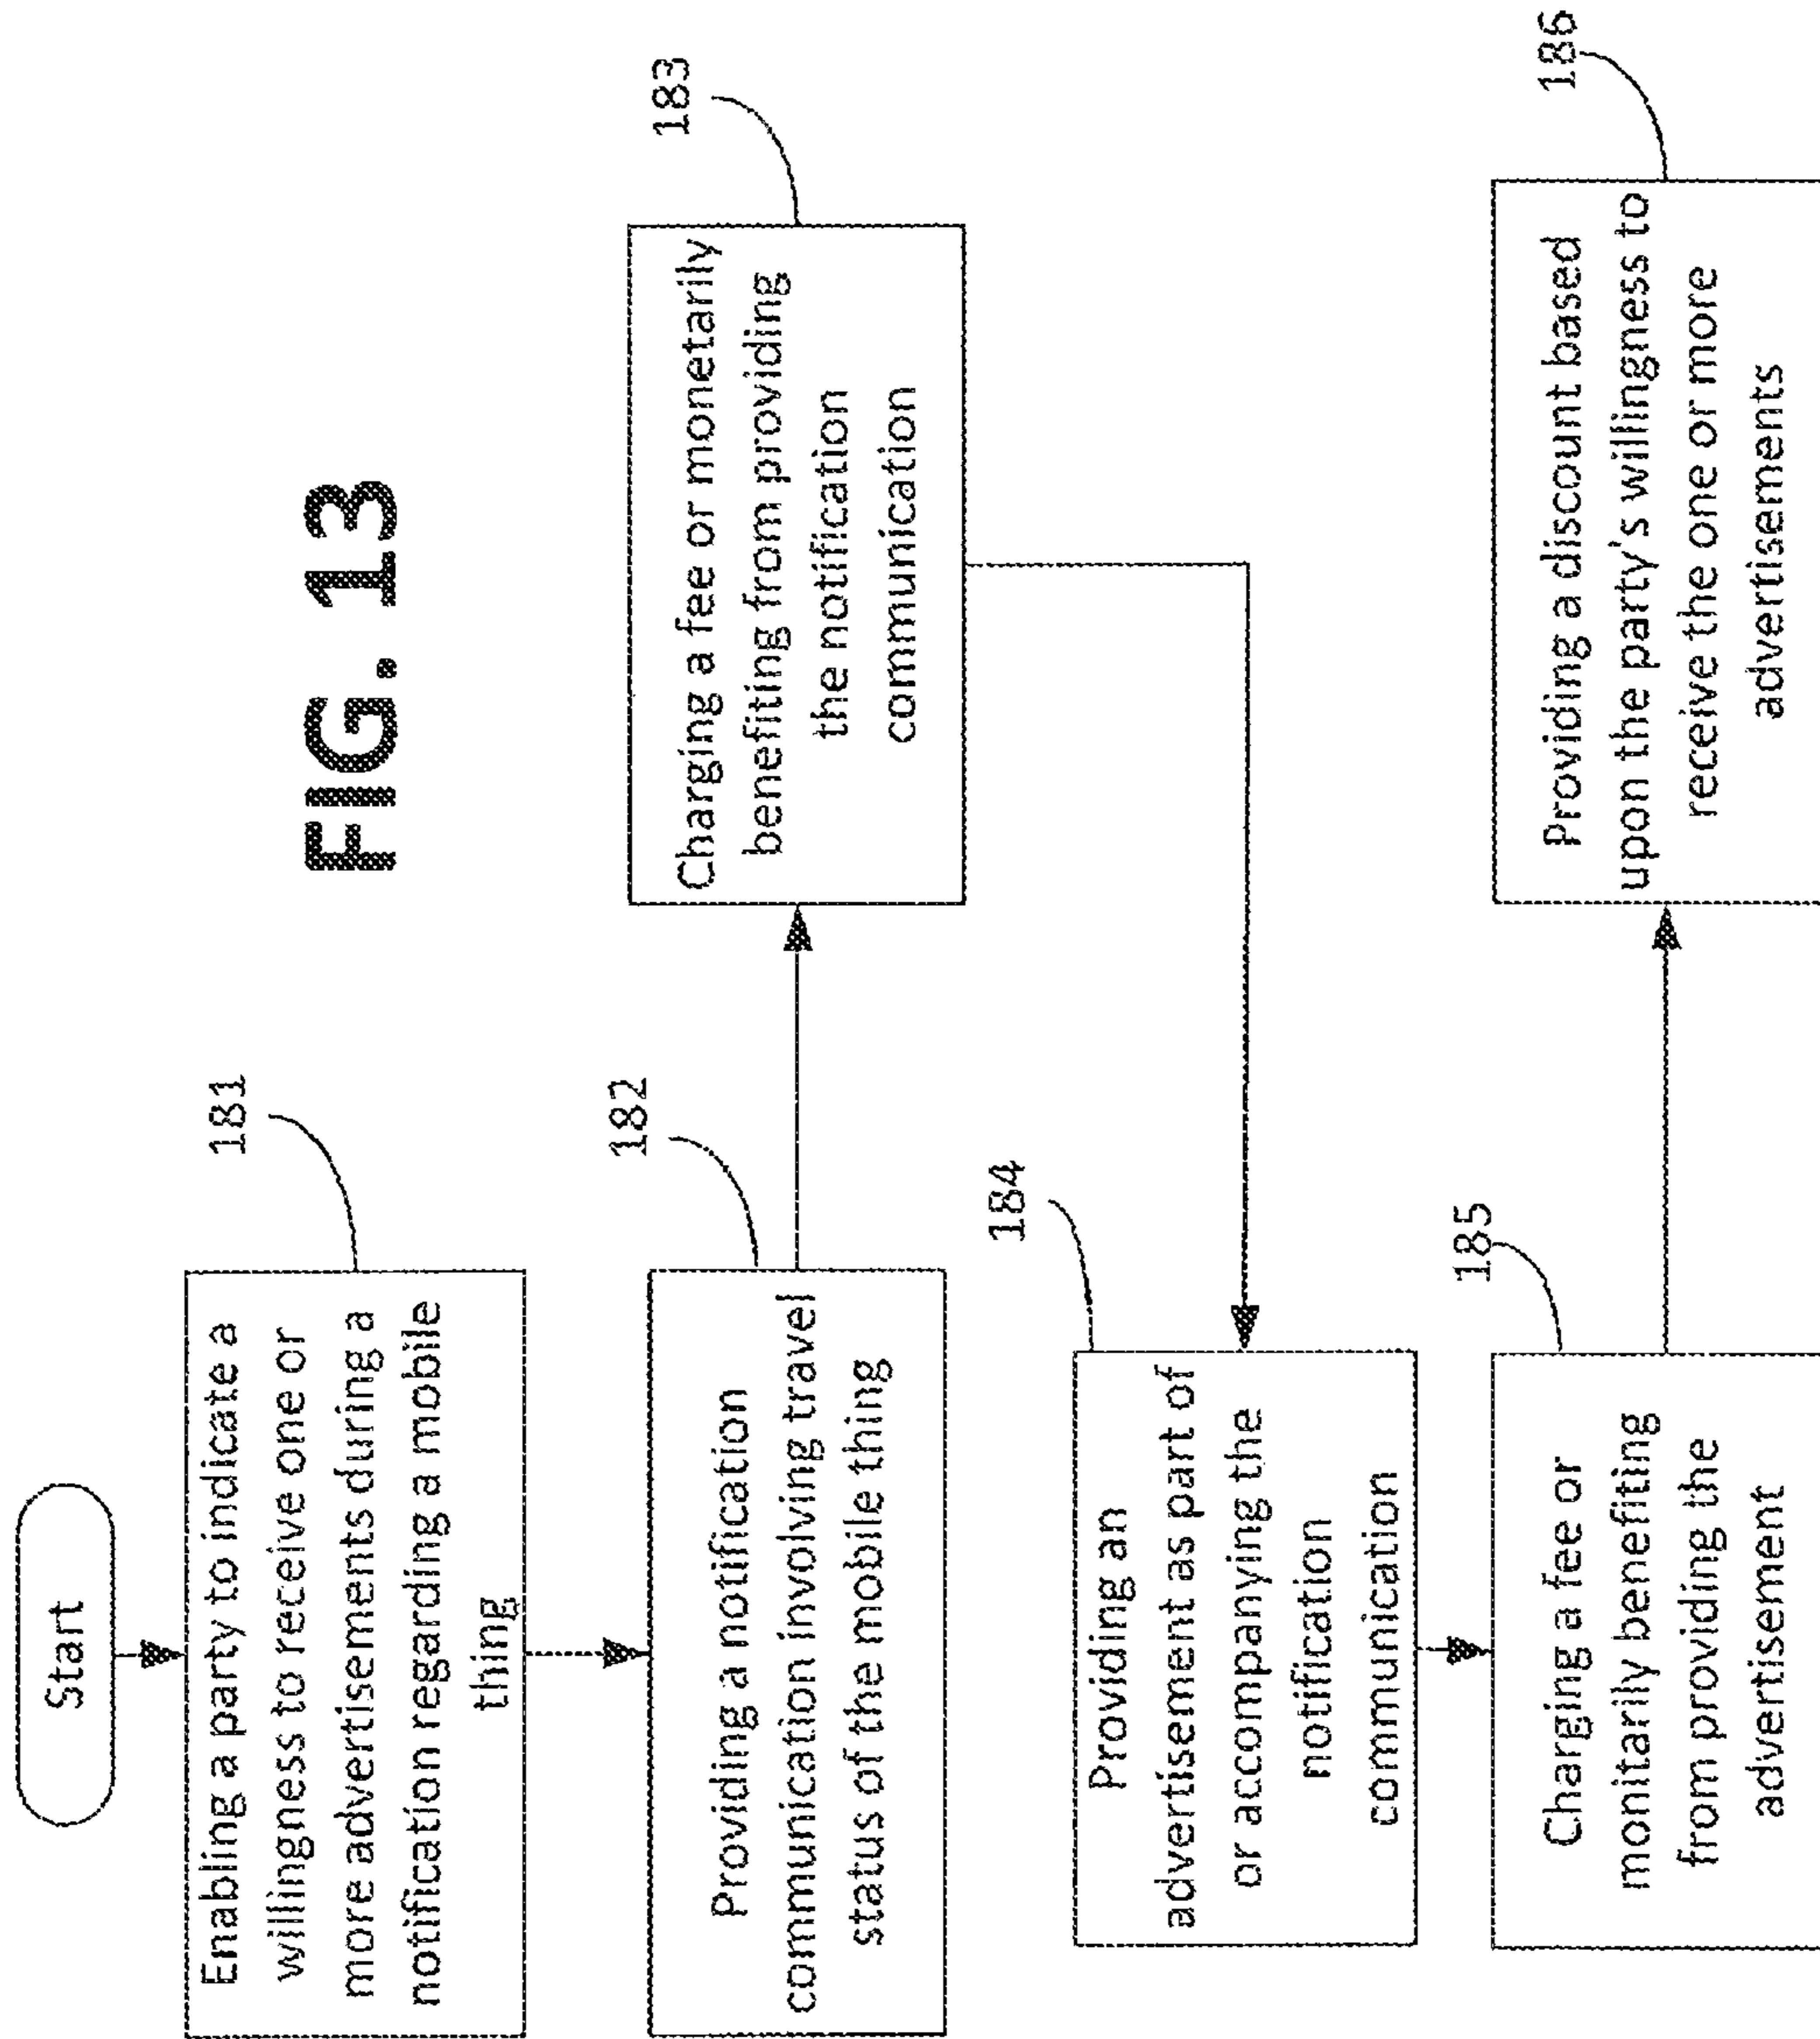 FIG. 13
Start
181
Enabling a party to indicate a
willingness to receive one or
more advertisements during a
notification regarding a mobile
thing
182
Providing a notification
communication involving travel
status of the mobile thing
183
Charging a fee or monetarily
benefiting from providing
the notification
communication
184
Providing an
advertisement as part of
or accompanying the
notification
communication
185
Charging a fee or
monitarily benefiting
from providing the
advertisement
186
Providing a discount based
upon the party's willingness to
receive the one or more
advertisements